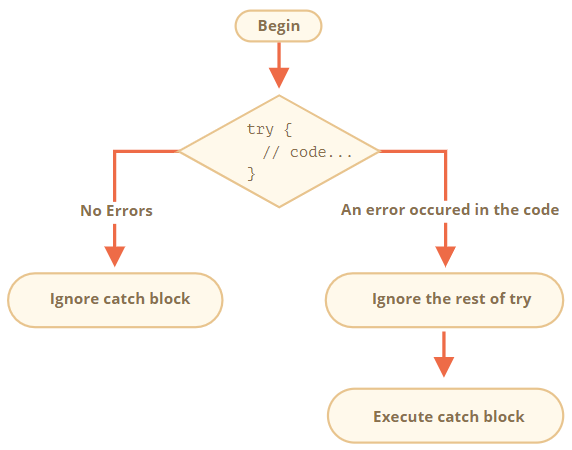 Begin
try {
// code...
}
No Errors
An error occured in the code
Ignore catch block
Ignore the rest of try
Execute catch block